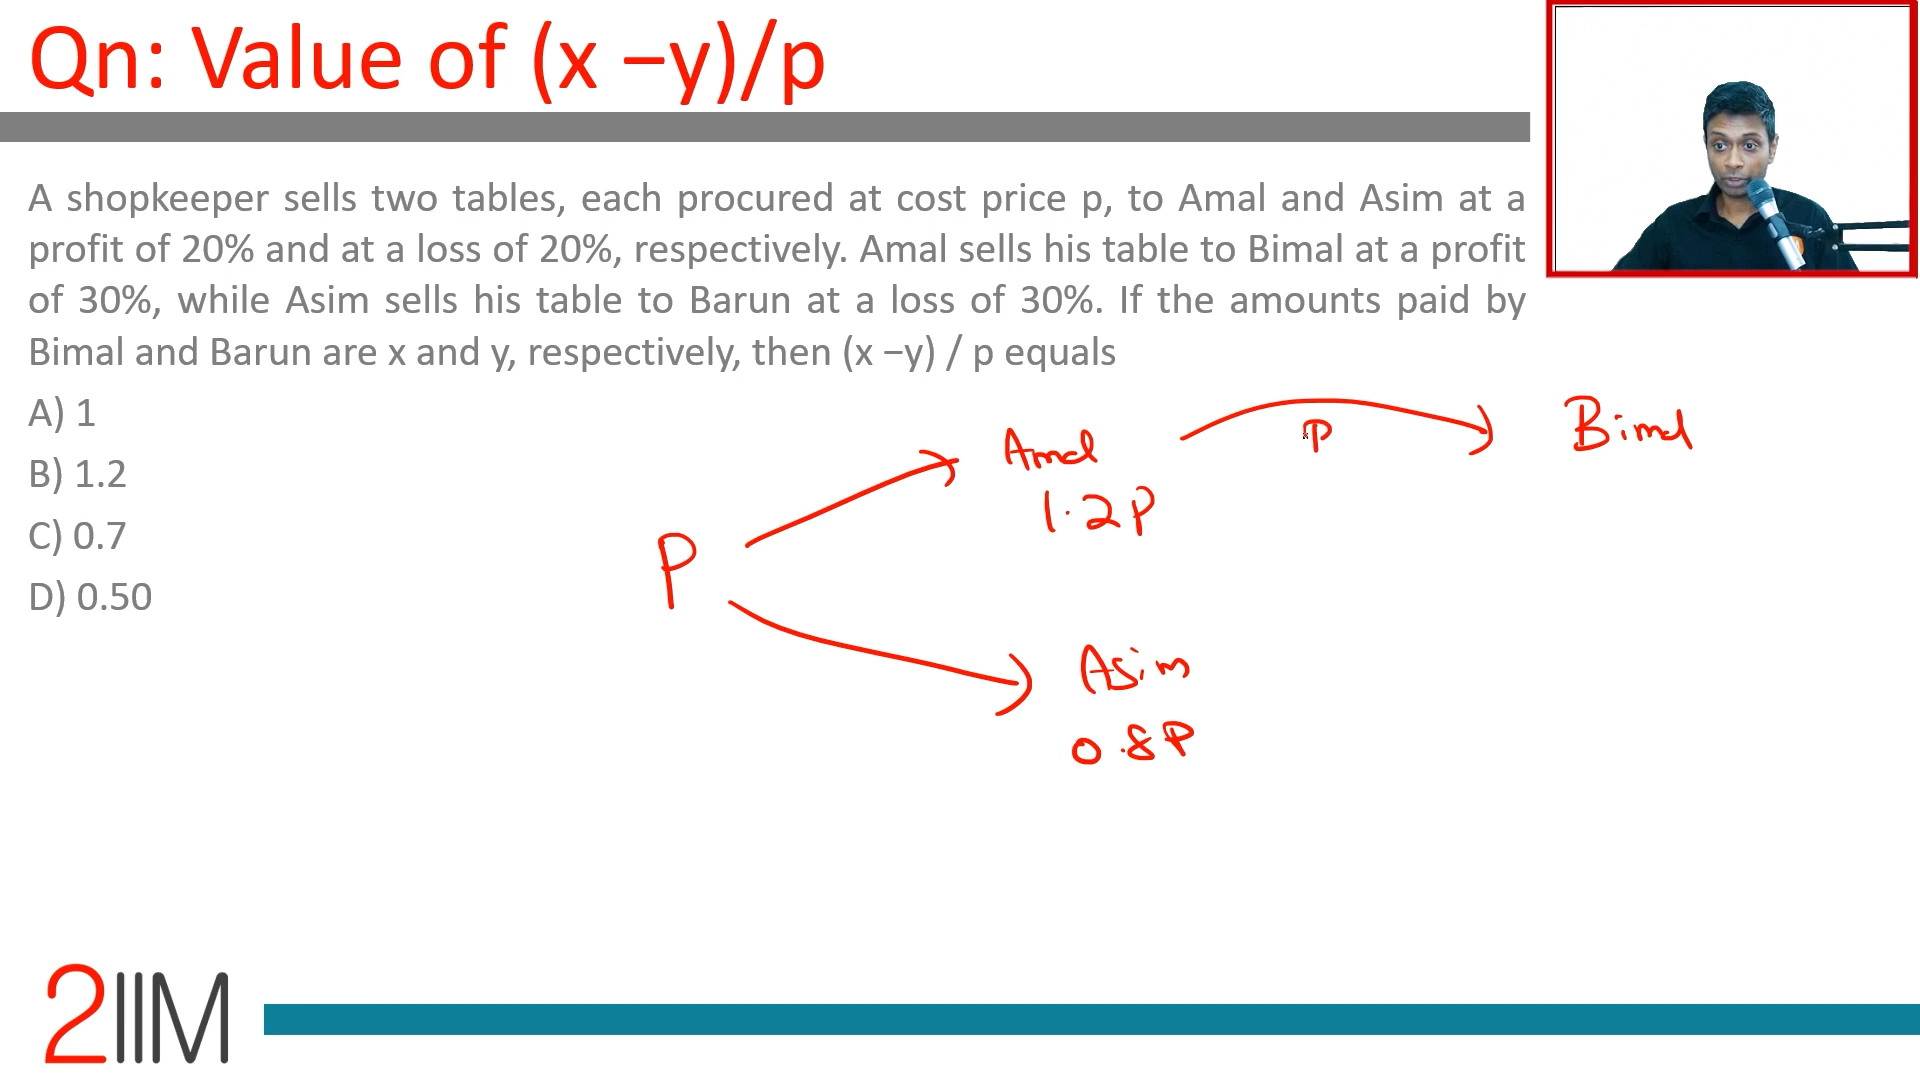 Qn: Value of (x −y)/p
A shopkeeper sells two tables, each procured at cost price p, to Amal and Asim at a
profit of 20% and at a loss of 20%, respectively. Amal sells his table to Bimal at a profit
of 30%, while Asim sells his table to Barun at a loss of 30%. If the amounts paid by
Bimal and Barun are x and y, respectively, then (x −y) / p equals
A) 1
B) 1.2
C) 0.7
D) 0.50
Amal
P
Bimal
1.2P
P
Asim
0.8P
2IIM